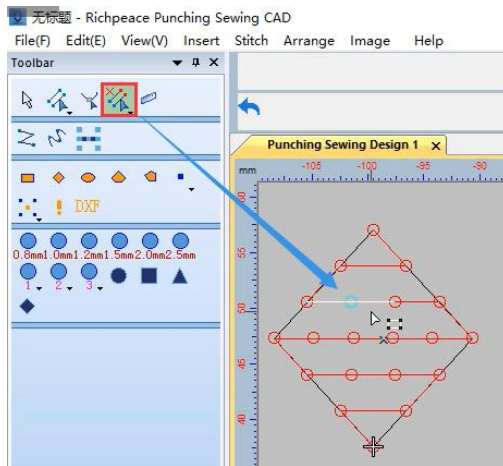 无标题 - Richpeace Punching Sewing CAD
File(F) Edit(E) View(V) Insert Stitch Arrange Image Help
Toolbar
DXF
0.8mm 1.0mm 1.2mm 1.5mm 2.0mm 2.5mm
1 2 3
Punching Sewing Design 1 x
mm -105 -100 -95 -90
55
50
45
40